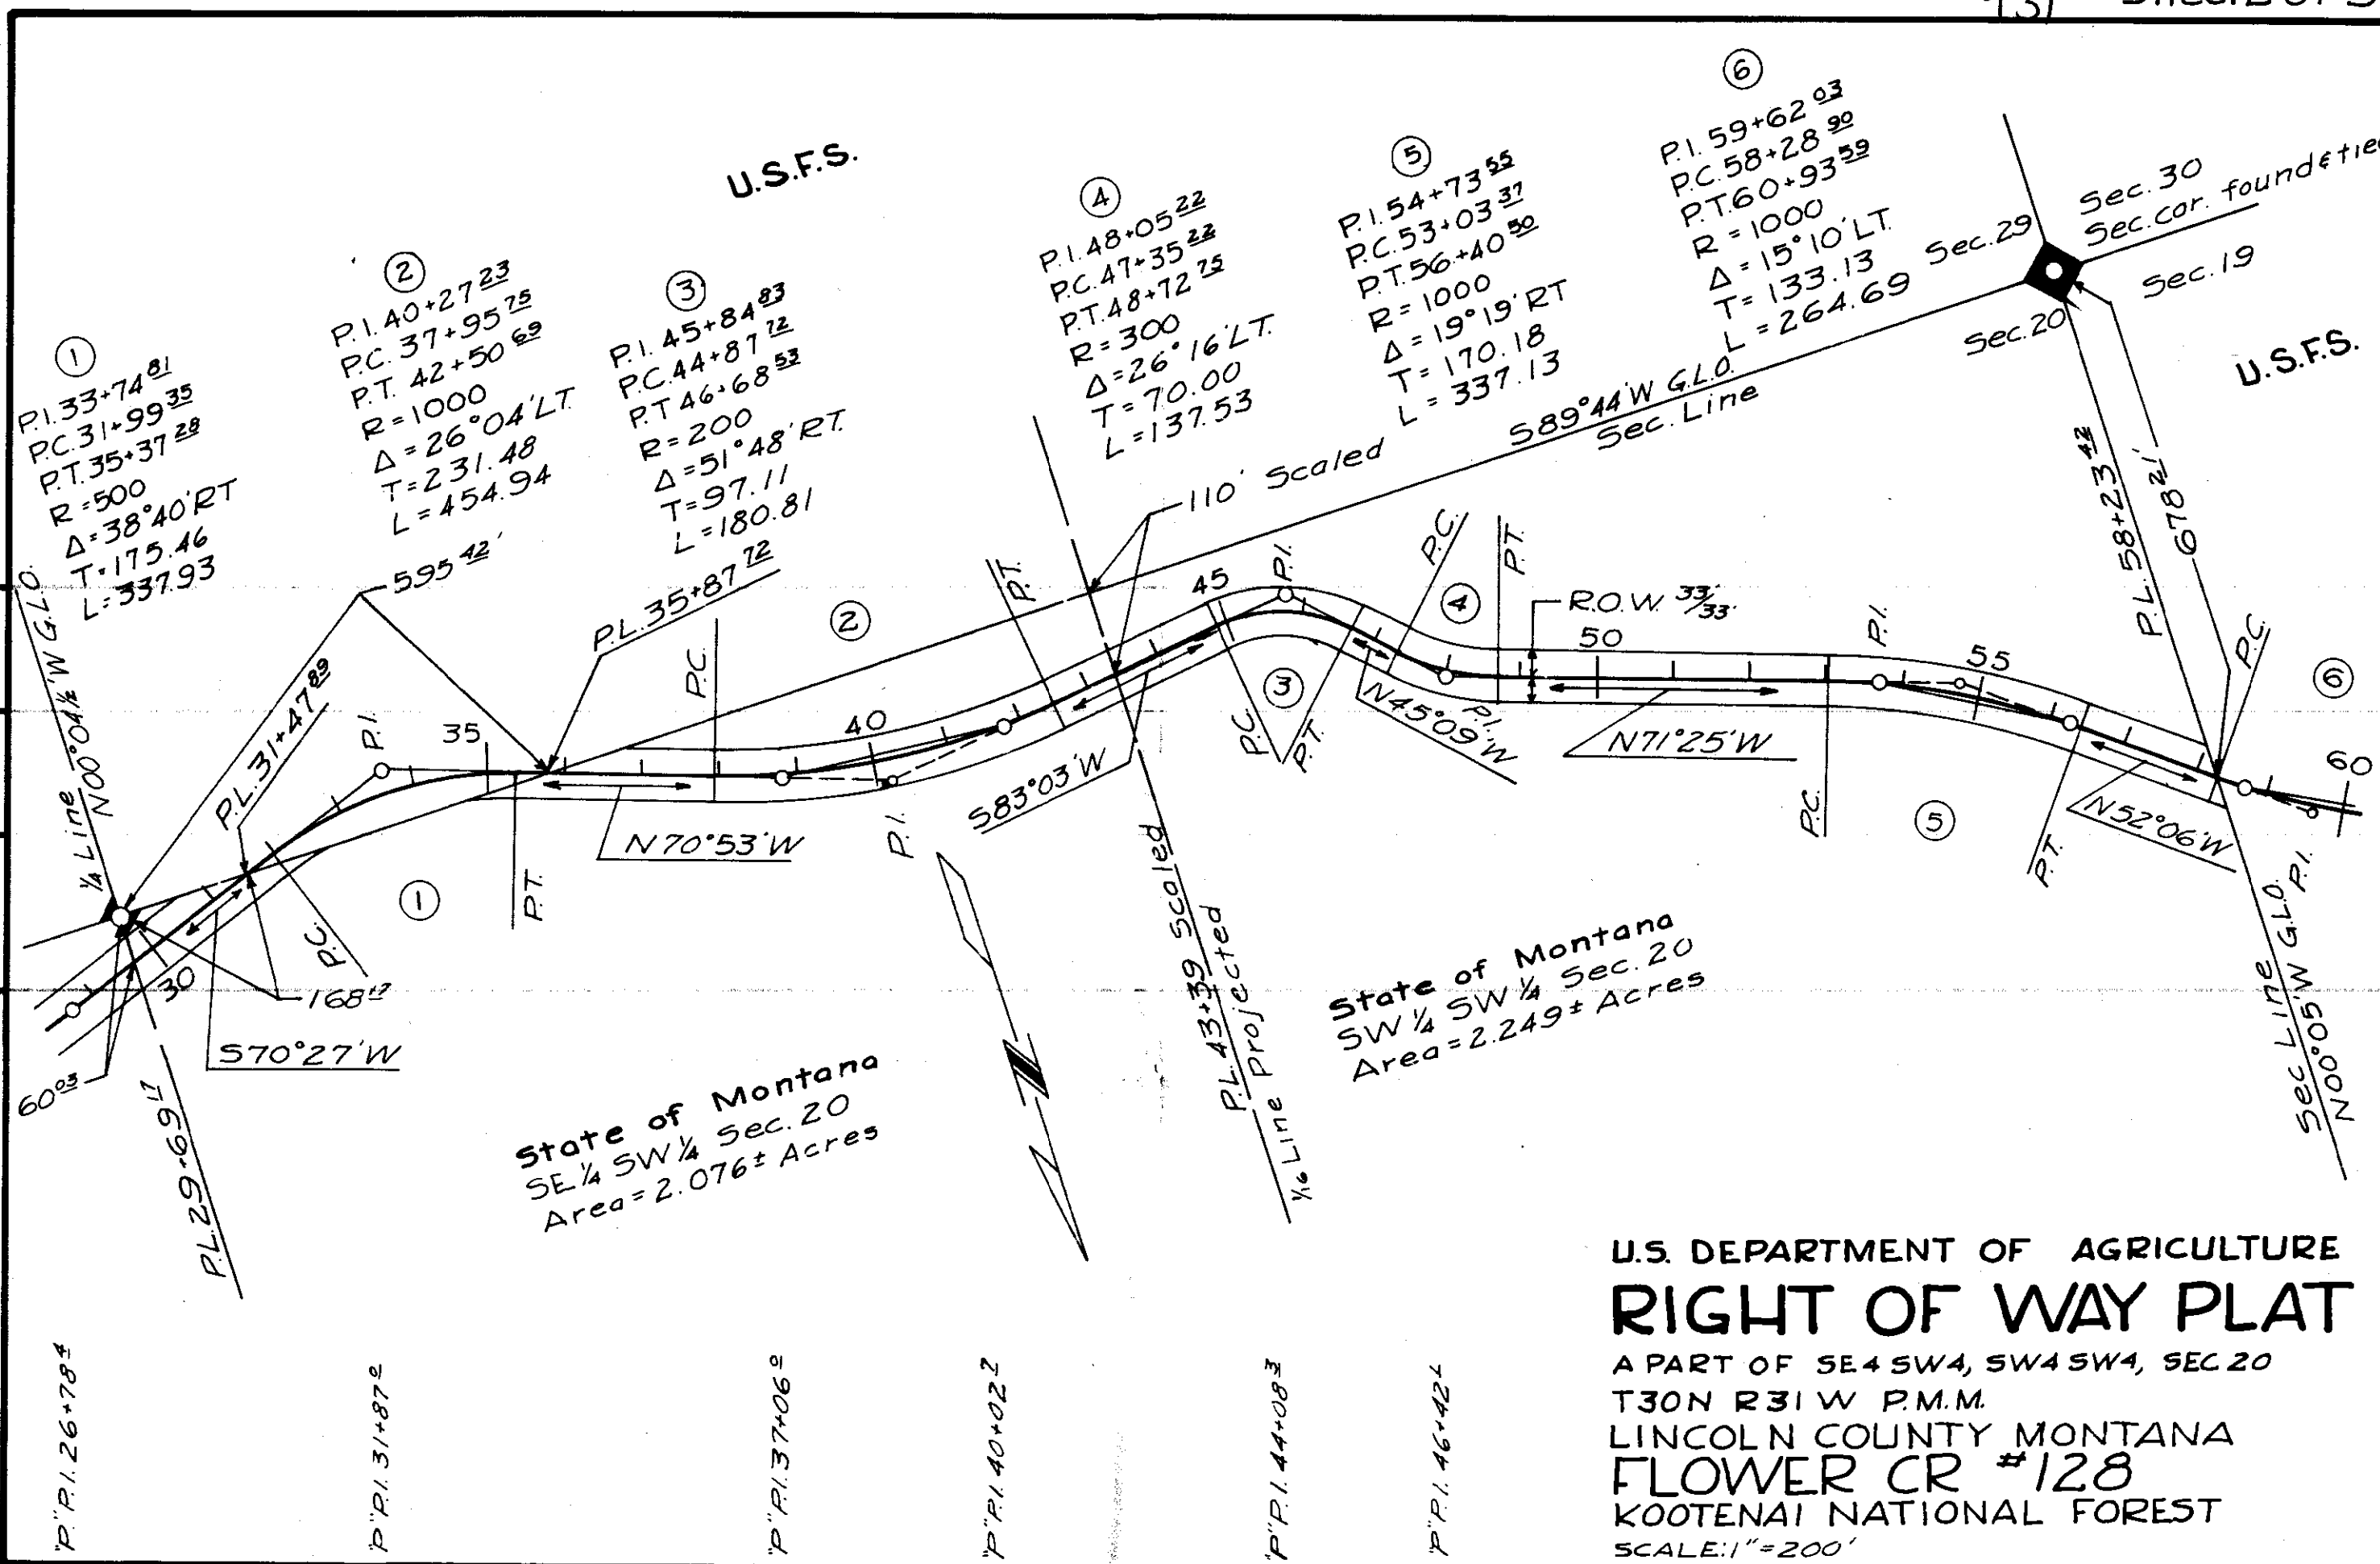 Sheet 2 of
U.S.F.S.
①
P.I. 33+74 81
P.C. 31+99 35
P.T. 35+37 28
R = 500
Δ = 38°40' RT
T = 175.46
L = 337.93
②
P.I. 40+27 23
P.C. 37+95 75
P.T. 42+50 69
R = 1000
Δ = 26°04' LT.
T = 231.48
L = 454.94
③
P.I. 45+84 83
P.C. 44+87 72
P.T. 46+68 53
R = 200
Δ = 51°48' RT.
T = 97.11
L = 180.81
④
P.I. 48+05 22
P.C. 47+35 22
P.T. 48+72 75
R = 300
Δ = 26°16' LT.
T = 70.00
L = 137.53
⑤
P.I. 54+73 55
P.C. 53+03 37
P.T. 56+40 50
R = 1000
Δ = 19°19' RT
T = 170.18
L = 337.13
⑥
P.I. 59+62 03
P.C. 58+28 90
P.T. 60+93 59
R = 1000
Δ = 15°10' LT.
T = 133.13
L = 264.69
Sec. 29
Sec. 30
Sec. cor. found & tied
Sec. 19
Sec. 20
U.S.F.S.
S89°44'W G.L.O.
Sec. Line
110' Scaled
595 42'
P.L. 35+87 72
P.L. 31+47 89
¼ Line
N00°04½'W G.L.O.
P.L. 58+23 42
678 21'
R.O.W. 33'/33'
P.I.
35
P.C.
②
40
P.T.
45
P.I.
P.C.
④
P.T.
50
P.I.
55
P.C.
⑥
60
30
P.C.
①
P.T.
N70°53'W
P.I.
S83°03'W
P.C.
③
P.T.
N45°09'W
P.I.
N71°25'W
P.C.
⑤
P.T.
N52°06'W
P.I.
168 17
S70°27'W
60 03
P.L. 29+69 17
P.L. 43+39 Scaled
1/16 Line Projected
Sec Line
N00°05'W G.L.O.
State of Montana
SE ¼ SW ¼ Sec. 20
Area = 2.076 ± Acres
State of Montana
SW ¼ SW ¼ Sec. 20
Area = 2.249 ± Acres
"P" P.I. 26+78 4
"P" P.I. 31+87 0
"P" P.I. 37+06 0
"P" P.I. 40+02 7
"P" P.I. 44+08 3
"P" P.I. 46+42
U.S. DEPARTMENT OF AGRICULTURE
RIGHT OF WAY PLAT
A PART OF SE4 SW4, SW4 SW4, SEC 20
T30N R31W P.M.M.
LINCOLN COUNTY MONTANA
FLOWER CR #128
KOOTENAI NATIONAL FOREST
SCALE: 1" = 200'